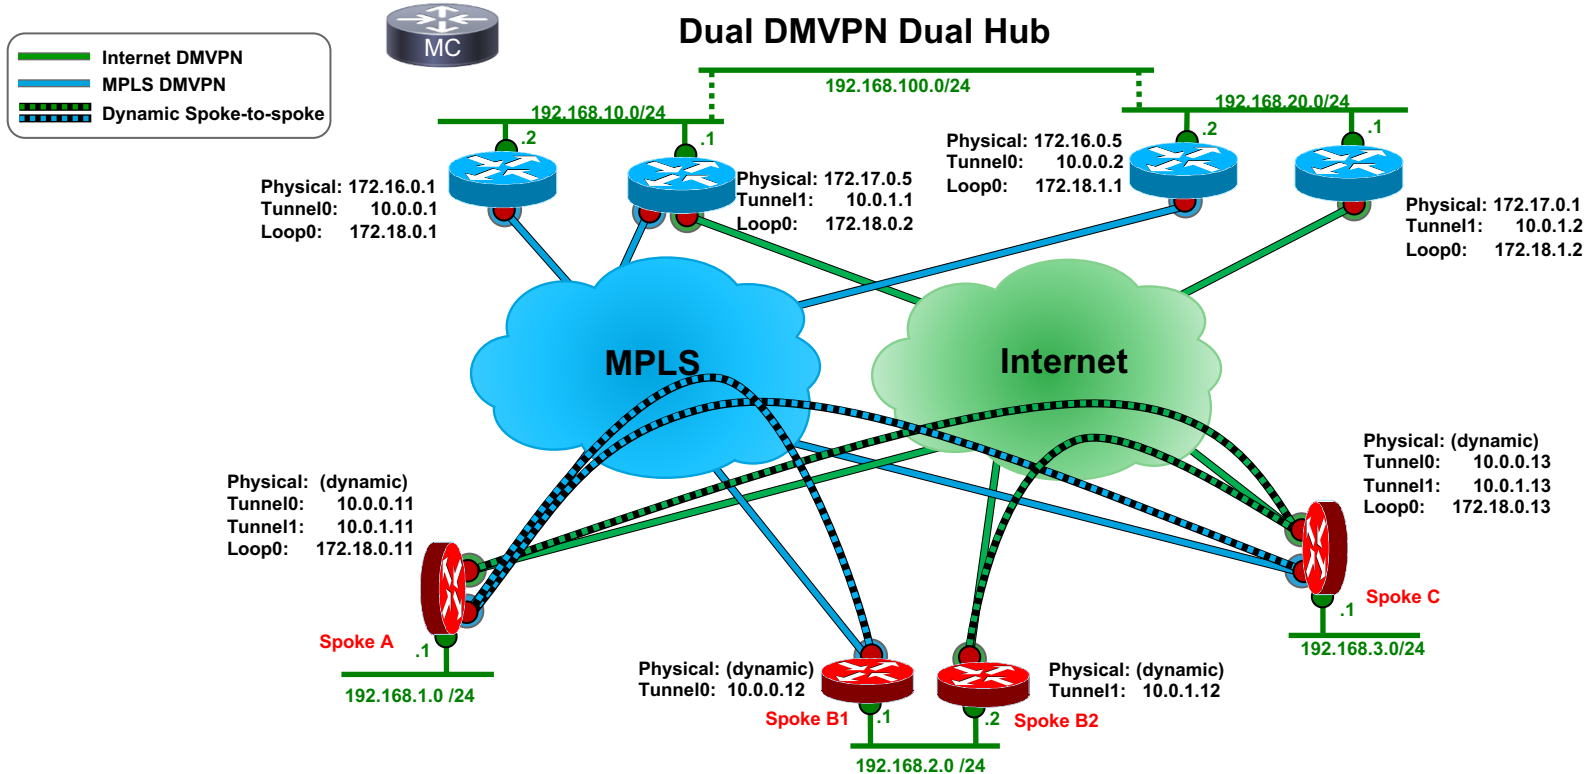 Dual DMVPN Dual Hub
MC
Internet DMVPN
MPLS DMVPN
Dynamic Spoke-to-spoke
192.168.100.0/24
192.168.10.0/24
192.168.20.0/24
.2
.1
.2
.1
Physical: 172.16.0.1
Tunnel0: 10.0.0.1
Loop0: 172.18.0.1
Physical: 172.17.0.5
Tunnel1: 10.0.1.1
Loop0: 172.18.0.2
Physical: 172.16.0.5
Tunnel0: 10.0.0.2
Loop0: 172.18.1.1
Physical: 172.17.0.1
Tunnel1: 10.0.1.2
Loop0: 172.18.1.2
MPLS
Internet
Physical: (dynamic)
Tunnel0: 10.0.0.11
Tunnel1: 10.0.1.11
Loop0: 172.18.0.11
Spoke A
.1
192.168.1.0 /24
Physical: (dynamic)
Tunnel0: 10.0.0.12
Spoke B1
.1
Physical: (dynamic)
Tunnel1: 10.0.1.12
.2
Spoke B2
192.168.2.0 /24
Physical: (dynamic)
Tunnel0: 10.0.0.13
Tunnel1: 10.0.1.13
Loop0: 172.18.0.13
Spoke C
.1
192.168.3.0/24